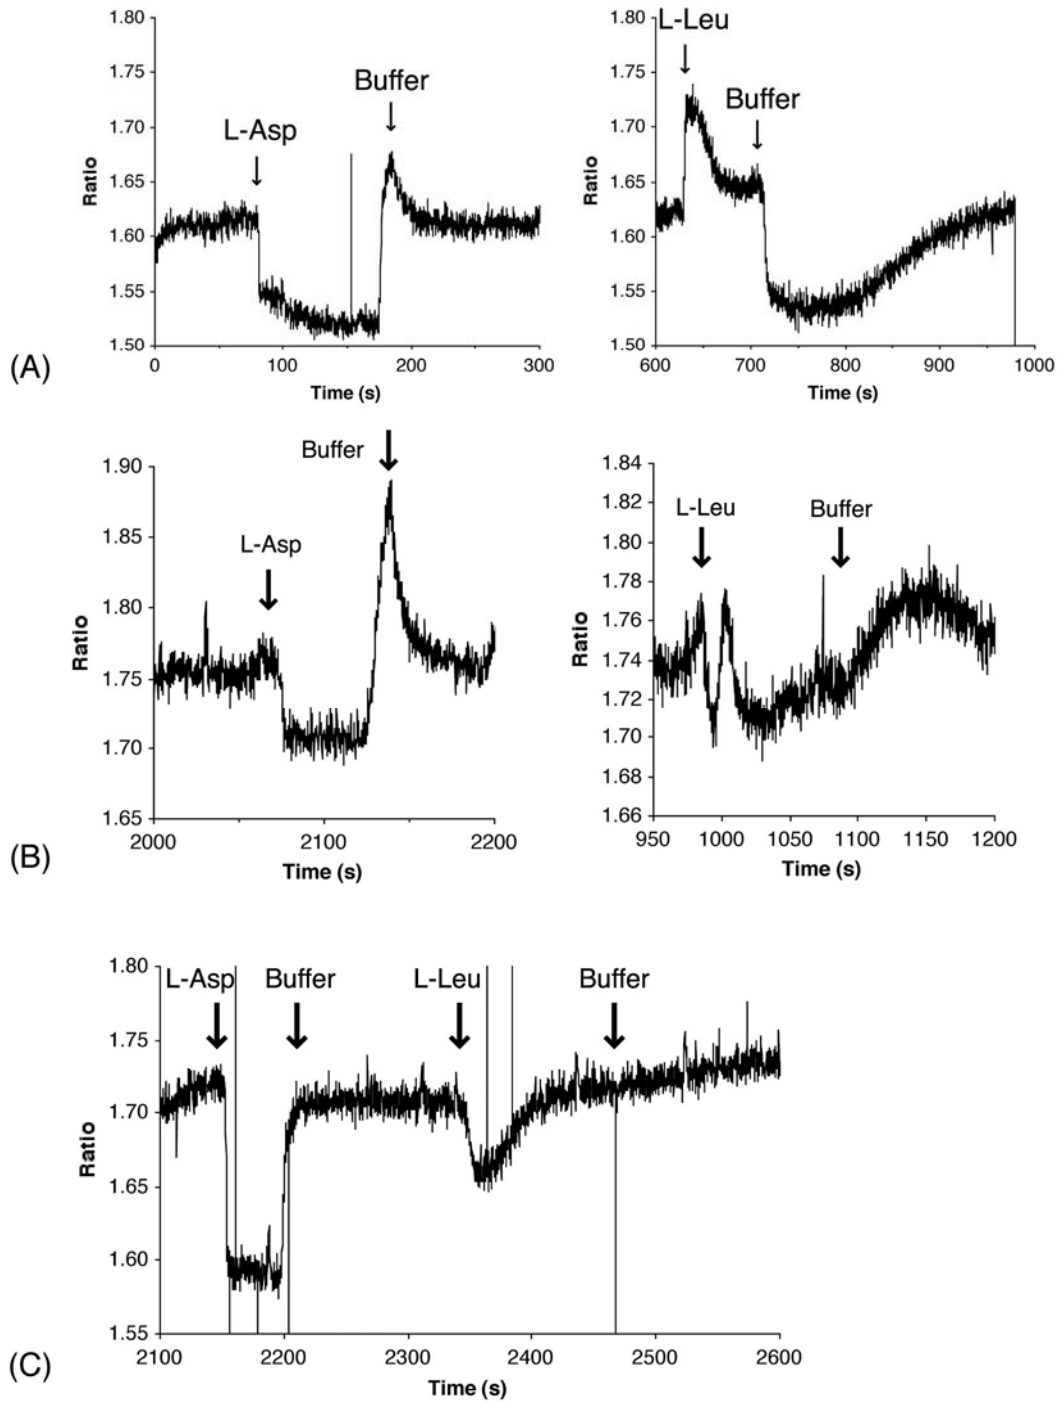 1.80
1.75
1.70
1.65
1.60
1.55
1.50
Ratio
L-Asp
Buffer
0 100 200 300
Time (s)
1.80
1.75
1.70
1.65
1.60
1.55
1.50
Ratio
L-Leu
Buffer
600 700 800 900 1000
Time (s)
(A)
1.90
1.85
1.80
1.75
1.70
1.65
Ratio
Buffer
L-Asp
2000 2100 2200
Time (s)
1.84
1.82
1.80
1.78
1.76
1.74
1.72
1.70
1.68
1.66
Ratio
L-Leu Buffer
950 1000 1050 1100 1150 1200
Time (s)
(B)
1.80
1.75
1.70
1.65
1.60
1.55
Ratio
L-Asp Buffer L-Leu Buffer
2100 2200 2300 2400 2500 2600
Time (s)
(C)